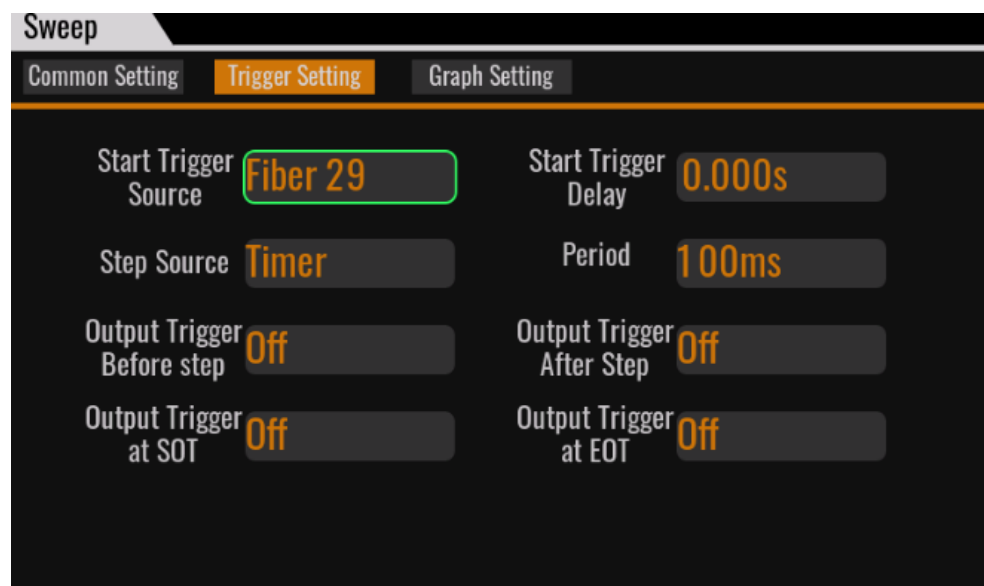 Sweep
Common Setting Trigger Setting Graph Setting
Start Trigger Source Fiber 29 Start Trigger Delay 0.000s
Step Source Timer Period 100ms
Output Trigger Before step Off Output Trigger After Step Off
Output Trigger at SOT Off Output Trigger at EOT Off